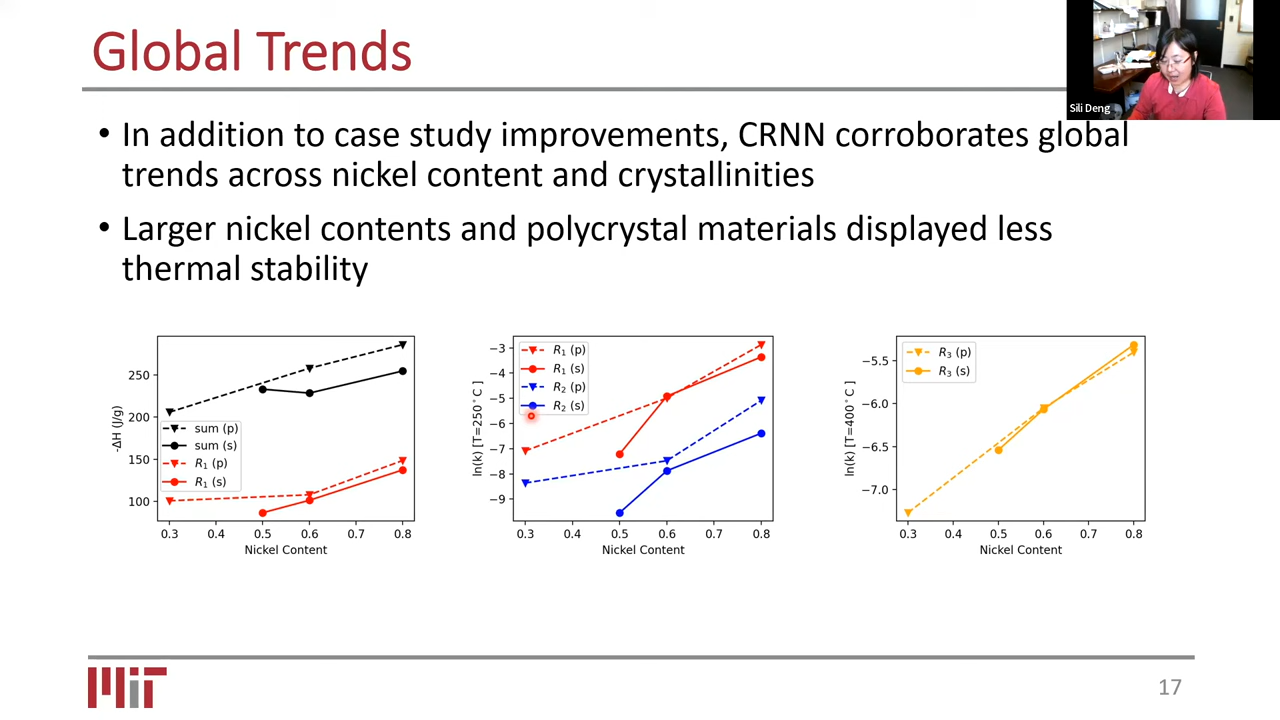 Global Trends
Sili Deng
• In addition to case study improvements, CRNN corroborates global
trends across nickel content and crystallinities
• Larger nickel contents and polycrystal materials displayed less
thermal stability
-ΔH (J/g)
250
200
150
100
sum (p)
sum (s)
R₁ (p)
R₁ (s)
0.3 0.4 0.5 0.6 0.7 0.8
Nickel Content
ln(k) [T=250°C ]
−3
−4
−5
−6
−7
−8
−9
R₁ (p)
R₁ (s)
R₂ (p)
R₂ (s)
0.3 0.4 0.5 0.6 0.7 0.8
Nickel Content
ln(k) [T=400°C ]
−5.5
−6.0
−6.5
−7.0
R₃ (p)
R₃ (s)
0.3 0.4 0.5 0.6 0.7 0.8
Nickel Content
MIT
17